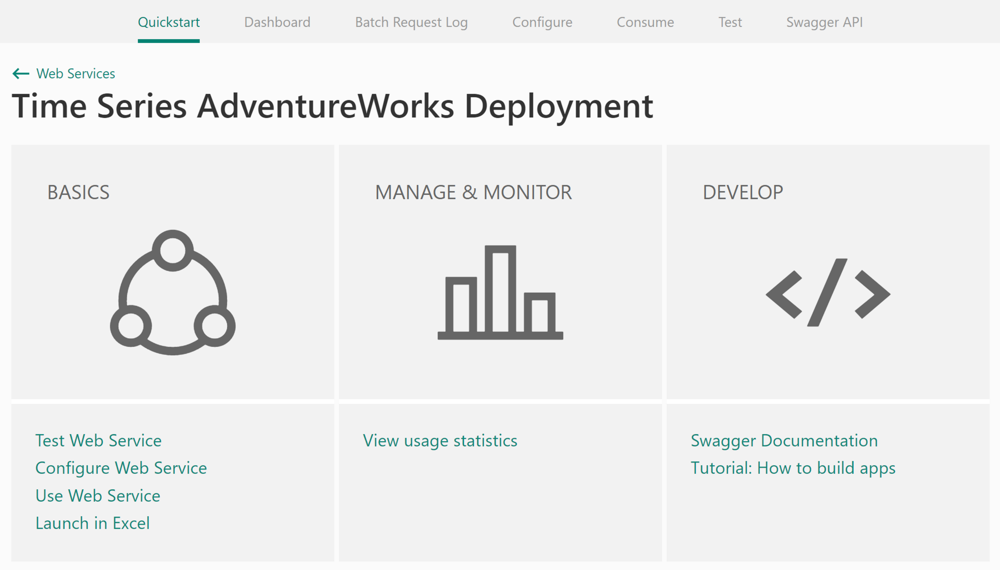 Quickstart Dashboard Batch Request Log Configure Consume Test Swagger API
Web Services
Time Series AdventureWorks Deployment
BASICS
MANAGE & MONITOR
DEVELOP
Test Web Service
Configure Web Service
Use Web Service
Launch in Excel
View usage statistics
Swagger Documentation
Tutorial: How to build apps